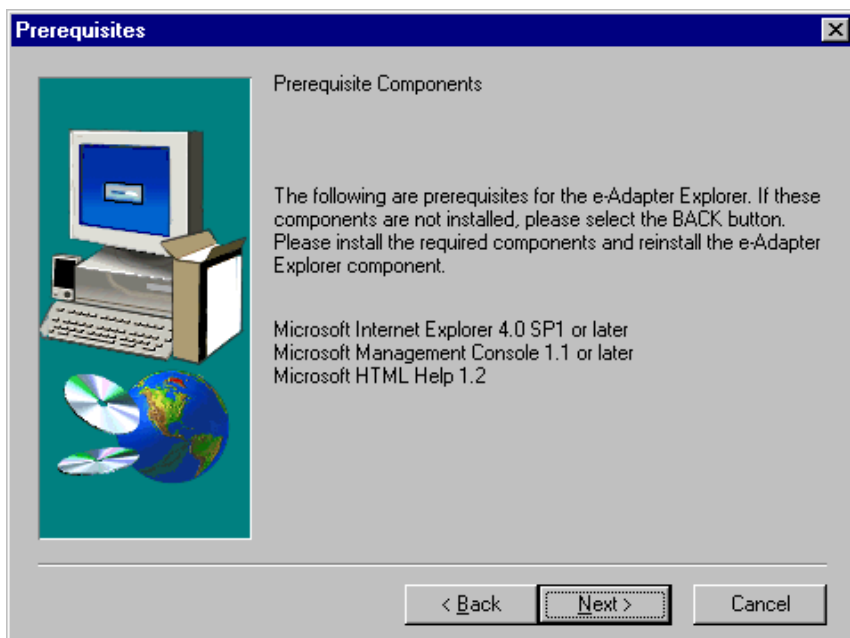 Prerequisites
Prerequisite Components
The following are prerequisites for the e-Adapter Explorer. If these
components are not installed, please select the BACK button.
Please install the required components and reinstall the e-Adapter
Explorer component.
Microsoft Internet Explorer 4.0 SP1 or later
Microsoft Management Console 1.1 or later
Microsoft HTML Help 1.2
< Back Next > Cancel